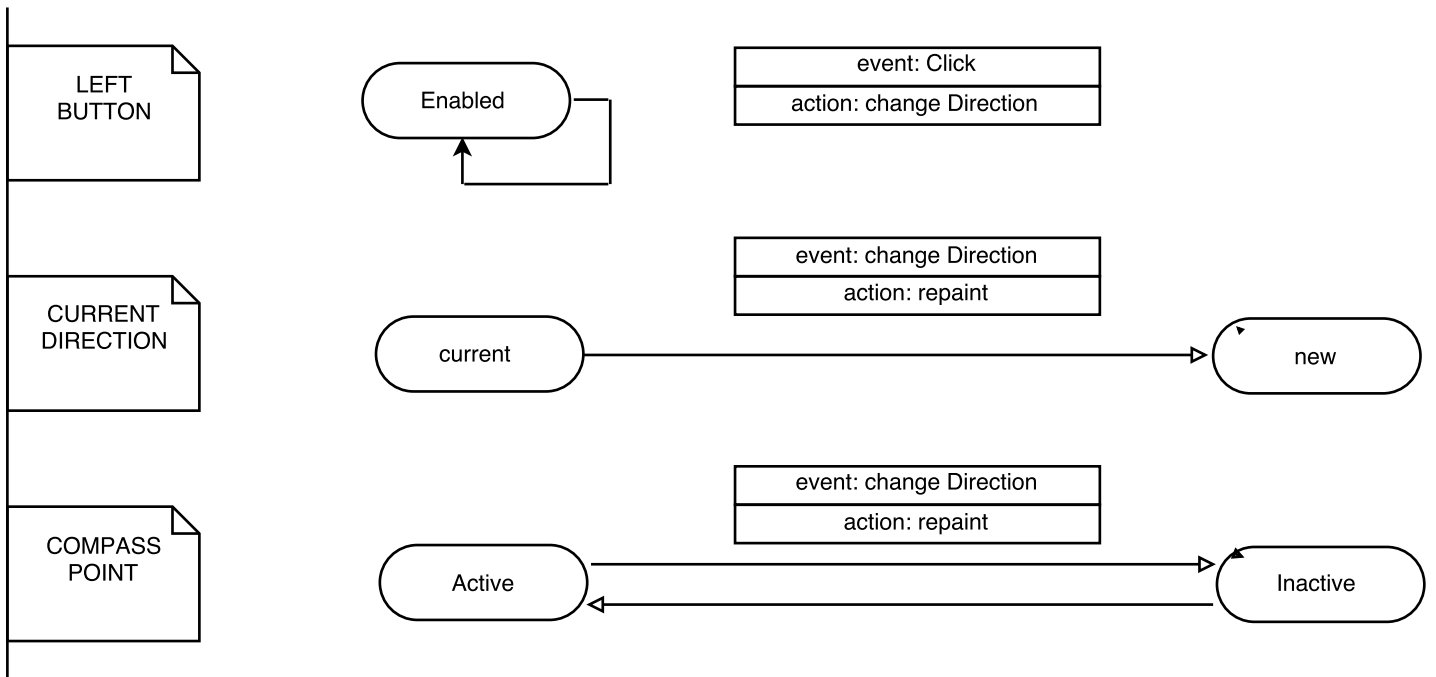 LEFT
BUTTON
Enabled
event: Click
action: change Direction
CURRENT
DIRECTION
current
event: change Direction
action: repaint
new
COMPASS
POINT
Active
event: change Direction
action: repaint
Inactive